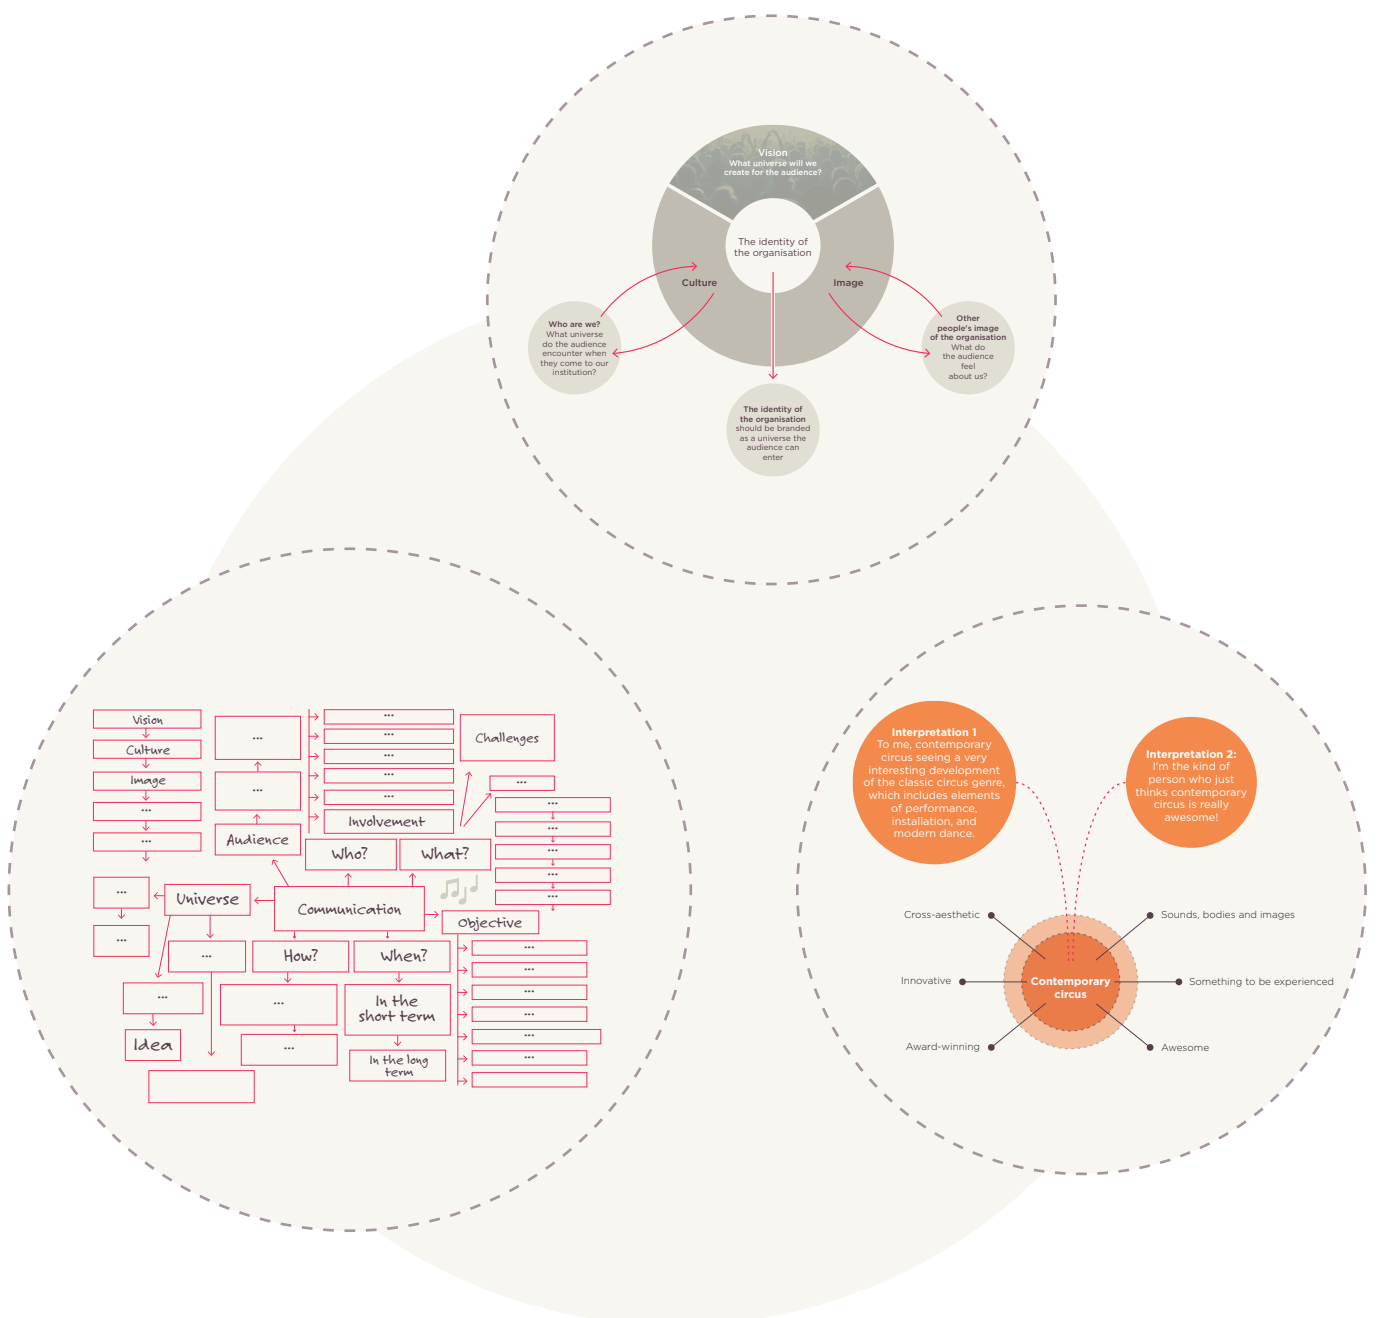 Vision
What universe will we
create for the audience?
The identity of
the organisation
Culture
Image
Who are we?
What universe
do the audience
encounter when
they come to our
institution?
Other
people's image
of the organisation
What do
the audience
feel
about us?
The identity of
the organisation
should be branded
as a universe the
audience can
enter
Vision
Culture
Image
...
...
...
...
Audience
...
...
...
...
...
Involvement
Challenges
...
...
...
...
...
...
Who?
What?
...
...
Universe
Communication
Objective
...
How?
When?
...
Idea
...
...
In the
short term
In the long
term
...
...
...
...
...
...
Interpretation 1
To me, contemporary
circus seeing a very
interesting development
of the classic circus genre,
which includes elements
of performance,
installation, and
modern dance.
Interpretation 2:
I'm the kind of
person who just
thinks contemporary
circus is really
awesome!
Cross-aesthetic
Sounds, bodies and images
Innovative
Contemporary
circus
Something to be experienced
Award-winning
Awesome